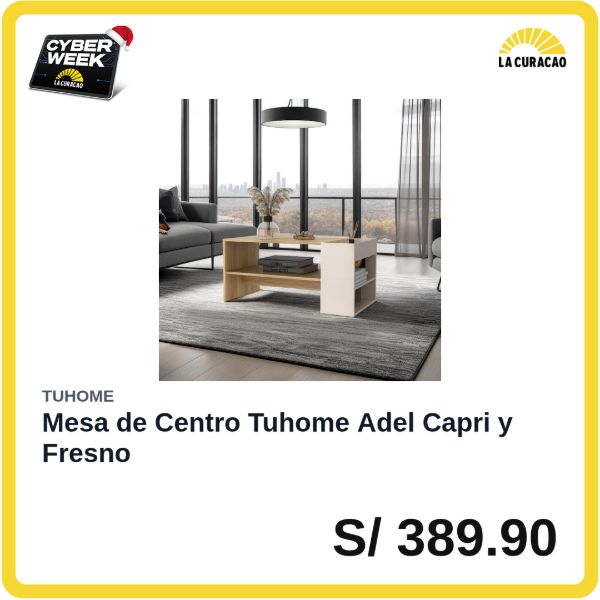 CYBER
WEEK
LA CURACAO
LA CURACAO
TUHOME
Mesa de Centro Tuhome Adel Capri y
Fresno
S/ 389.90